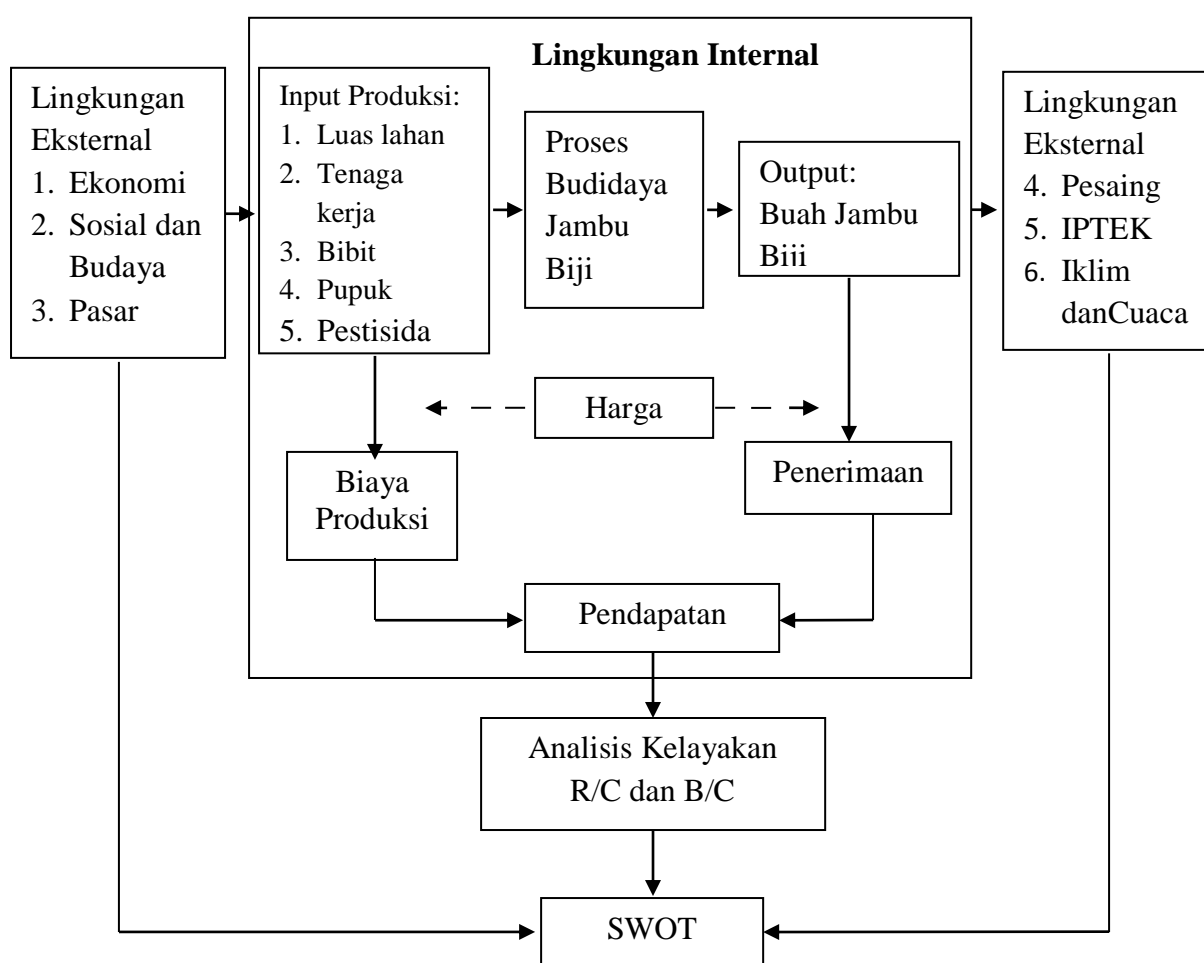 Lingkungan Internal
Lingkungan
Eksternal
1. Ekonomi
2. Sosial dan
Budaya
3. Pasar
Input Produksi:
1. Luas lahan
2. Tenaga
kerja
3. Bibit
4. Pupuk
5. Pestisida
Proses
Budidaya
Jambu
Biji
Output:
Buah Jambu
Biji
Lingkungan
Eksternal
4. Pesaing
5. IPTEK
6. Iklim
danCuaca
Harga
Biaya
Produksi
Penerimaan
Pendapatan
Analisis Kelayakan
R/C dan B/C
SWOT